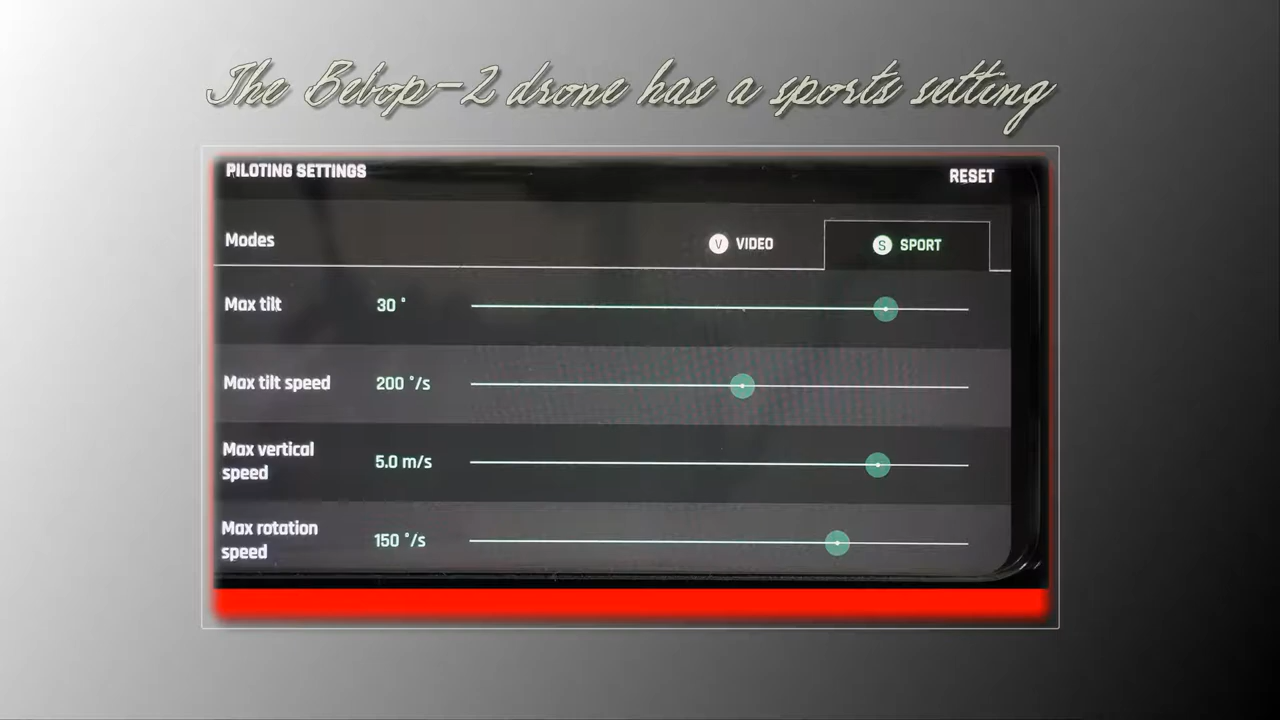 The Bebop-2 drone has a sports setting
PILOTING SETTINGS
RESET
Modes
V VIDEO
S SPORT
Max tilt 30 °
Max tilt speed 200 °/s
Max vertical
speed
5.0 m/s
Max rotation
speed
150 °/s